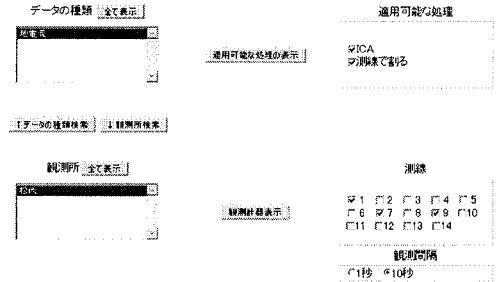 データの種類 全て表示
適用可能な処理
地電流
適用可能な処理の表示
ICA
測線で割る
↑データの種類検索 ↓観測所検索
観測所 全て表示
測線
松代
観測計器表示
1 2 3 4 5
6 7 8 9 10
11 12 13 14
観測間隔
1秒 10秒